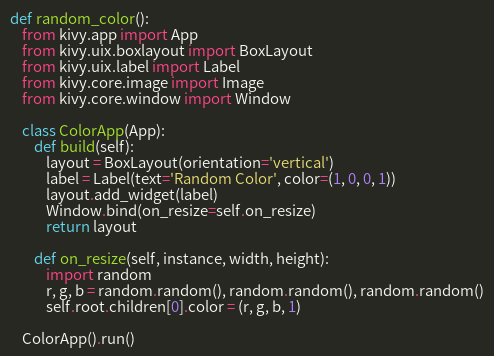 def random_color():
    from kivy.app import App
    from kivy.uix.boxlayout import BoxLayout
    from kivy.uix.label import Label
    from kivy.core.image import Image
    from kivy.core.window import Window

    class ColorApp(App):
        def build(self):
            layout = BoxLayout(orientation='vertical')
            label = Label(text='Random Color', color=(1, 0, 0, 1))
            layout.add_widget(label)
            Window.bind(on_resize=self.on_resize)
            return layout

        def on_resize(self, instance, width, height):
            import random
            r, g, b = random.random(), random.random(), random.random()
            self.root.children[0].color = (r, g, b, 1)

    ColorApp().run()